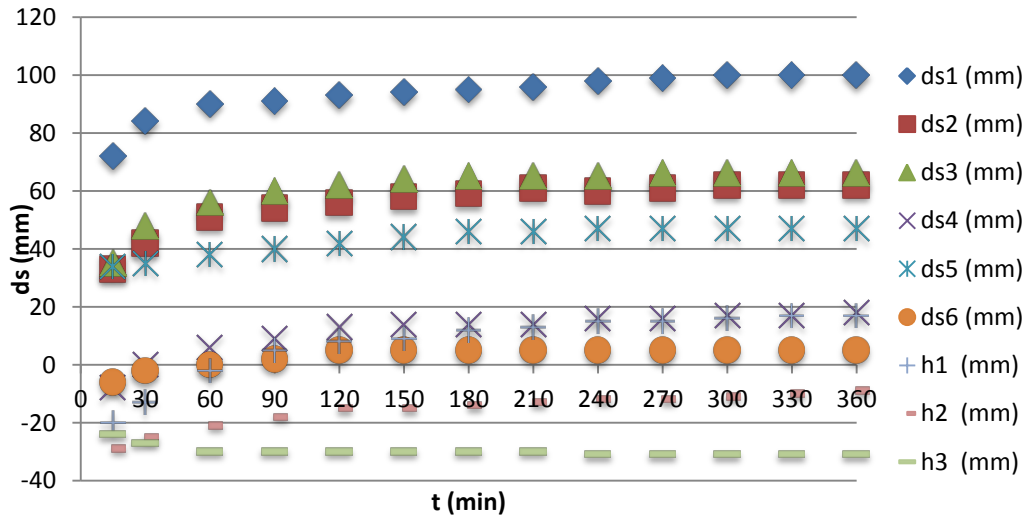 120
100
80
60
40
20
0
-20
-40
ds (mm)
0 30 60 90 120 150 180 210 240 270 300 330 360
t (min)
ds1 (mm)
ds2 (mm)
ds3 (mm)
ds4 (mm)
ds5 (mm)
ds6 (mm)
h1 (mm)
h2 (mm)
h3 (mm)